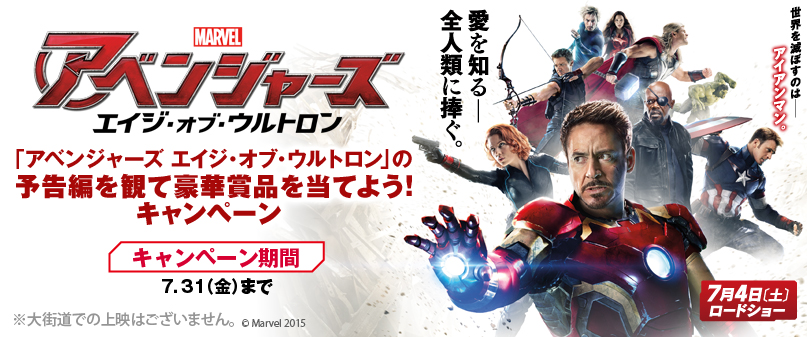 MARVEL
アベンジャーズ
エイジ・オブ・ウルトロン
「アベンジャーズ エイジ・オブ・ウルトロン」の
予告編を観て豪華賞品を当てよう!
キャンペーン
キャンペーン期間
7.31(金)まで
※大街道での上映はございません。 © Marvel 2015
愛を知る―
全人類に捧ぐ。
世界を滅ぼすのは―
アイアンマン。
7月4日(土)
ロードショー